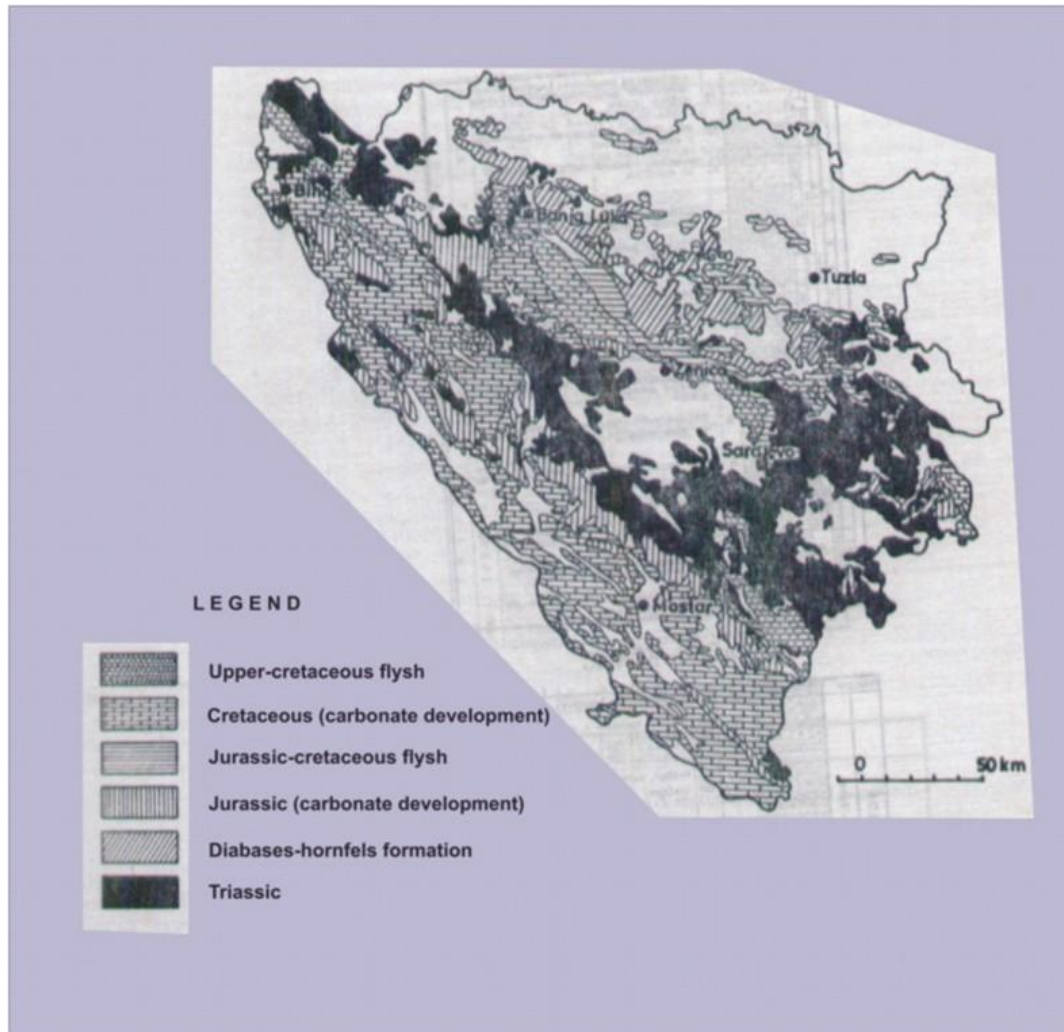 Bihać
Banja Luka
Tuzla
Zenica
Sarajevo
Mostar
0 50 km
LEGEND
Upper-cretaceous flysh
Cretaceous (carbonate development)
Jurassic-cretaceous flysh
Jurassic (carbonate development)
Diabases-hornfels formation
Triassic